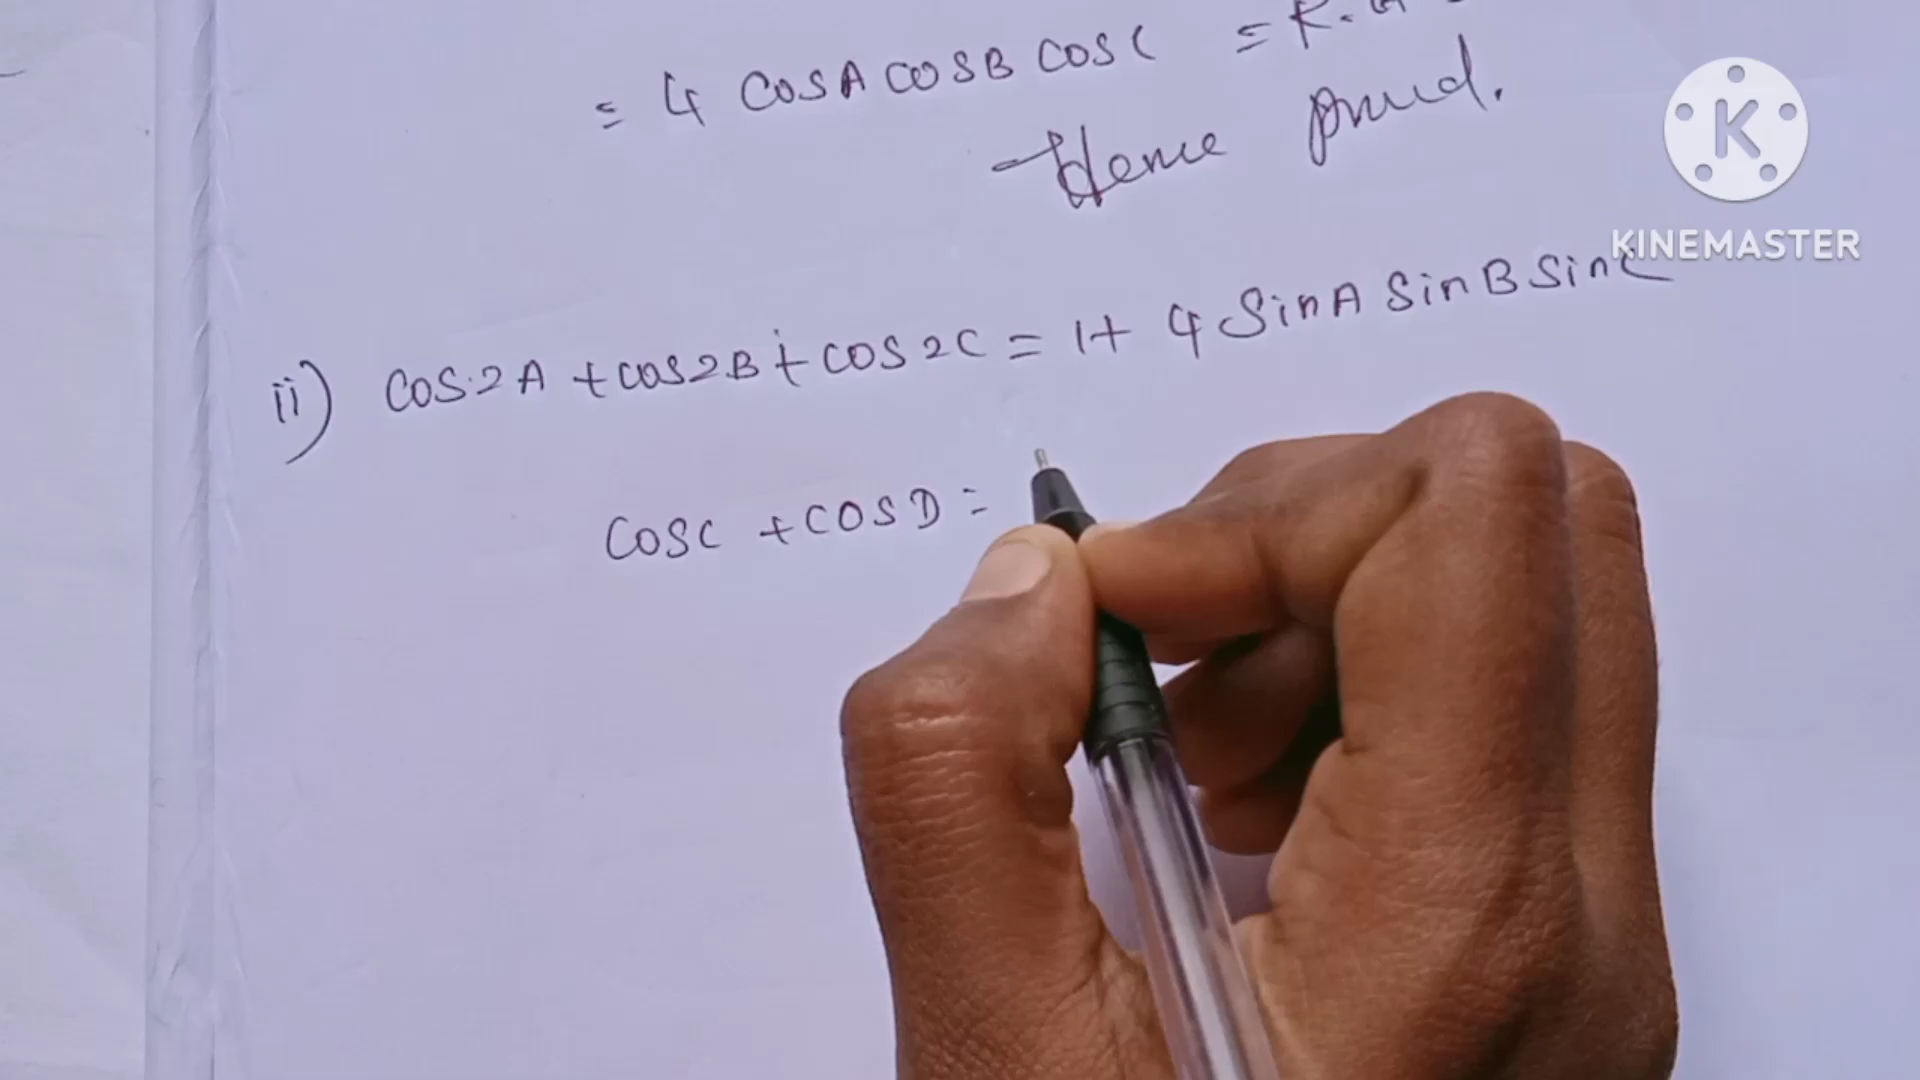 = 4 COSA COSB COSC =R.H
Hence proved.
KINEMASTER
ii) COS2A + COS2B + COS2C = 1+ 4 SinA SinB SinC
COSC + COSD =